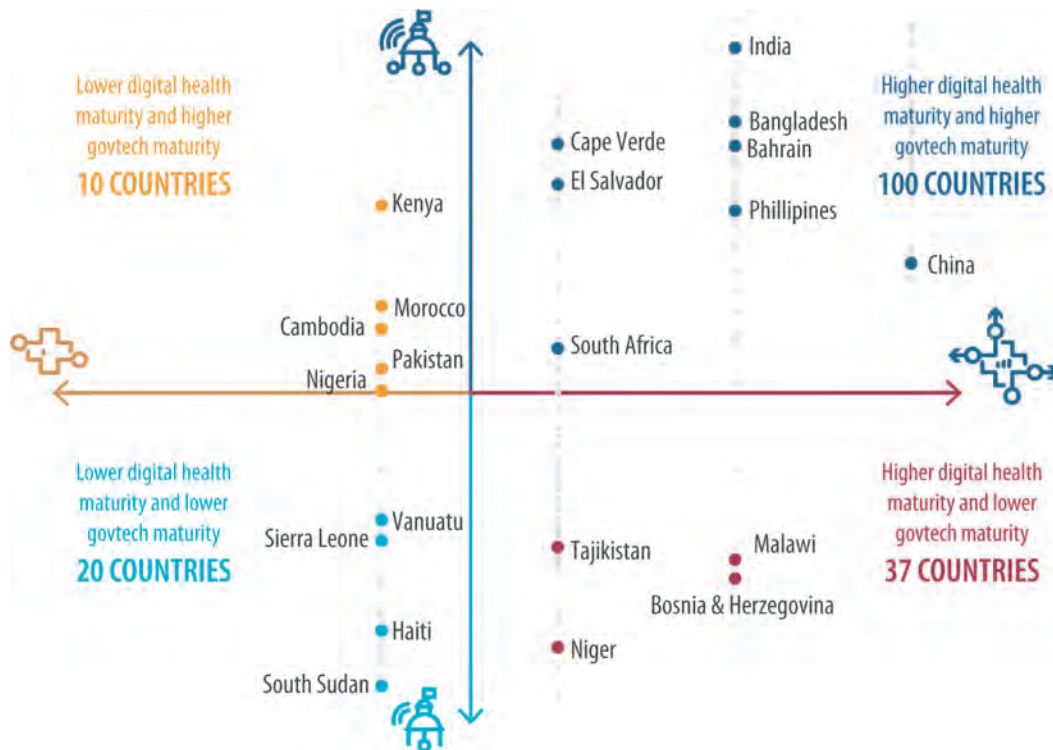 Lower digital health
maturity and higher
govtech maturity
10 COUNTRIES
Higher digital health
maturity and higher
govtech maturity
100 COUNTRIES
India
Bangladesh
Cape Verde
Bahrain
El Salvador
Kenya
Phillipines
China
Morocco
Cambodia
South Africa
Pakistan
Nigeria
Lower digital health
maturity and lower
govtech maturity
20 COUNTRIES
Higher digital health
maturity and lower
govtech maturity
37 COUNTRIES
Vanuatu
Sierra Leone
Tajikistan
Malawi
Bosnia & Herzegovina
Haiti
Niger
South Sudan